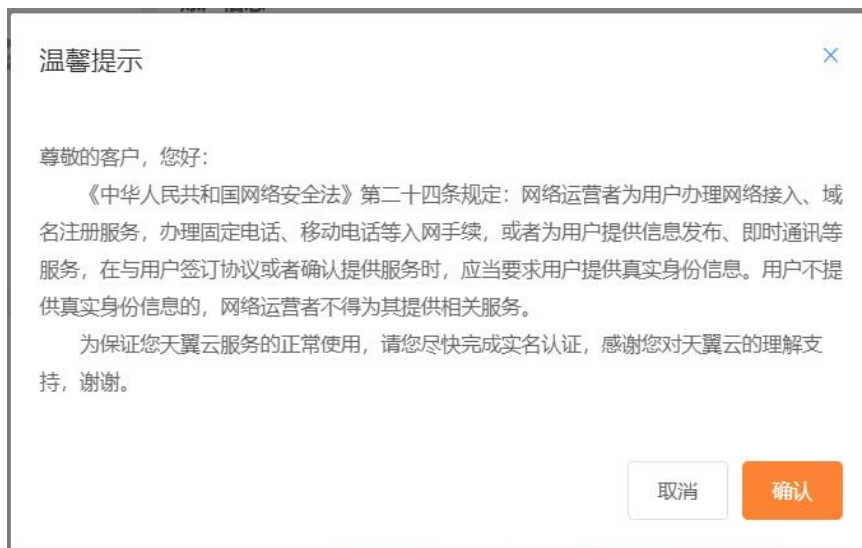 温馨提示
尊敬的客户，您好：
《中华人民共和国网络安全法》第二十四条规定：网络运营者为用户办理网络接入、域
名注册服务，办理固定电话、移动电话等入网手续，或者为用户提供信息发布、即时通讯等
服务，在与用户签订协议或者确认提供服务时，应当要求用户提供真实身份信息。用户不提
供真实身份信息的，网络运营者不得为其提供相关服务。
为保证您天翼云服务的正常使用，请您尽快完成实名认证，感谢您对天翼云的理解支
持，谢谢。
取消 确认